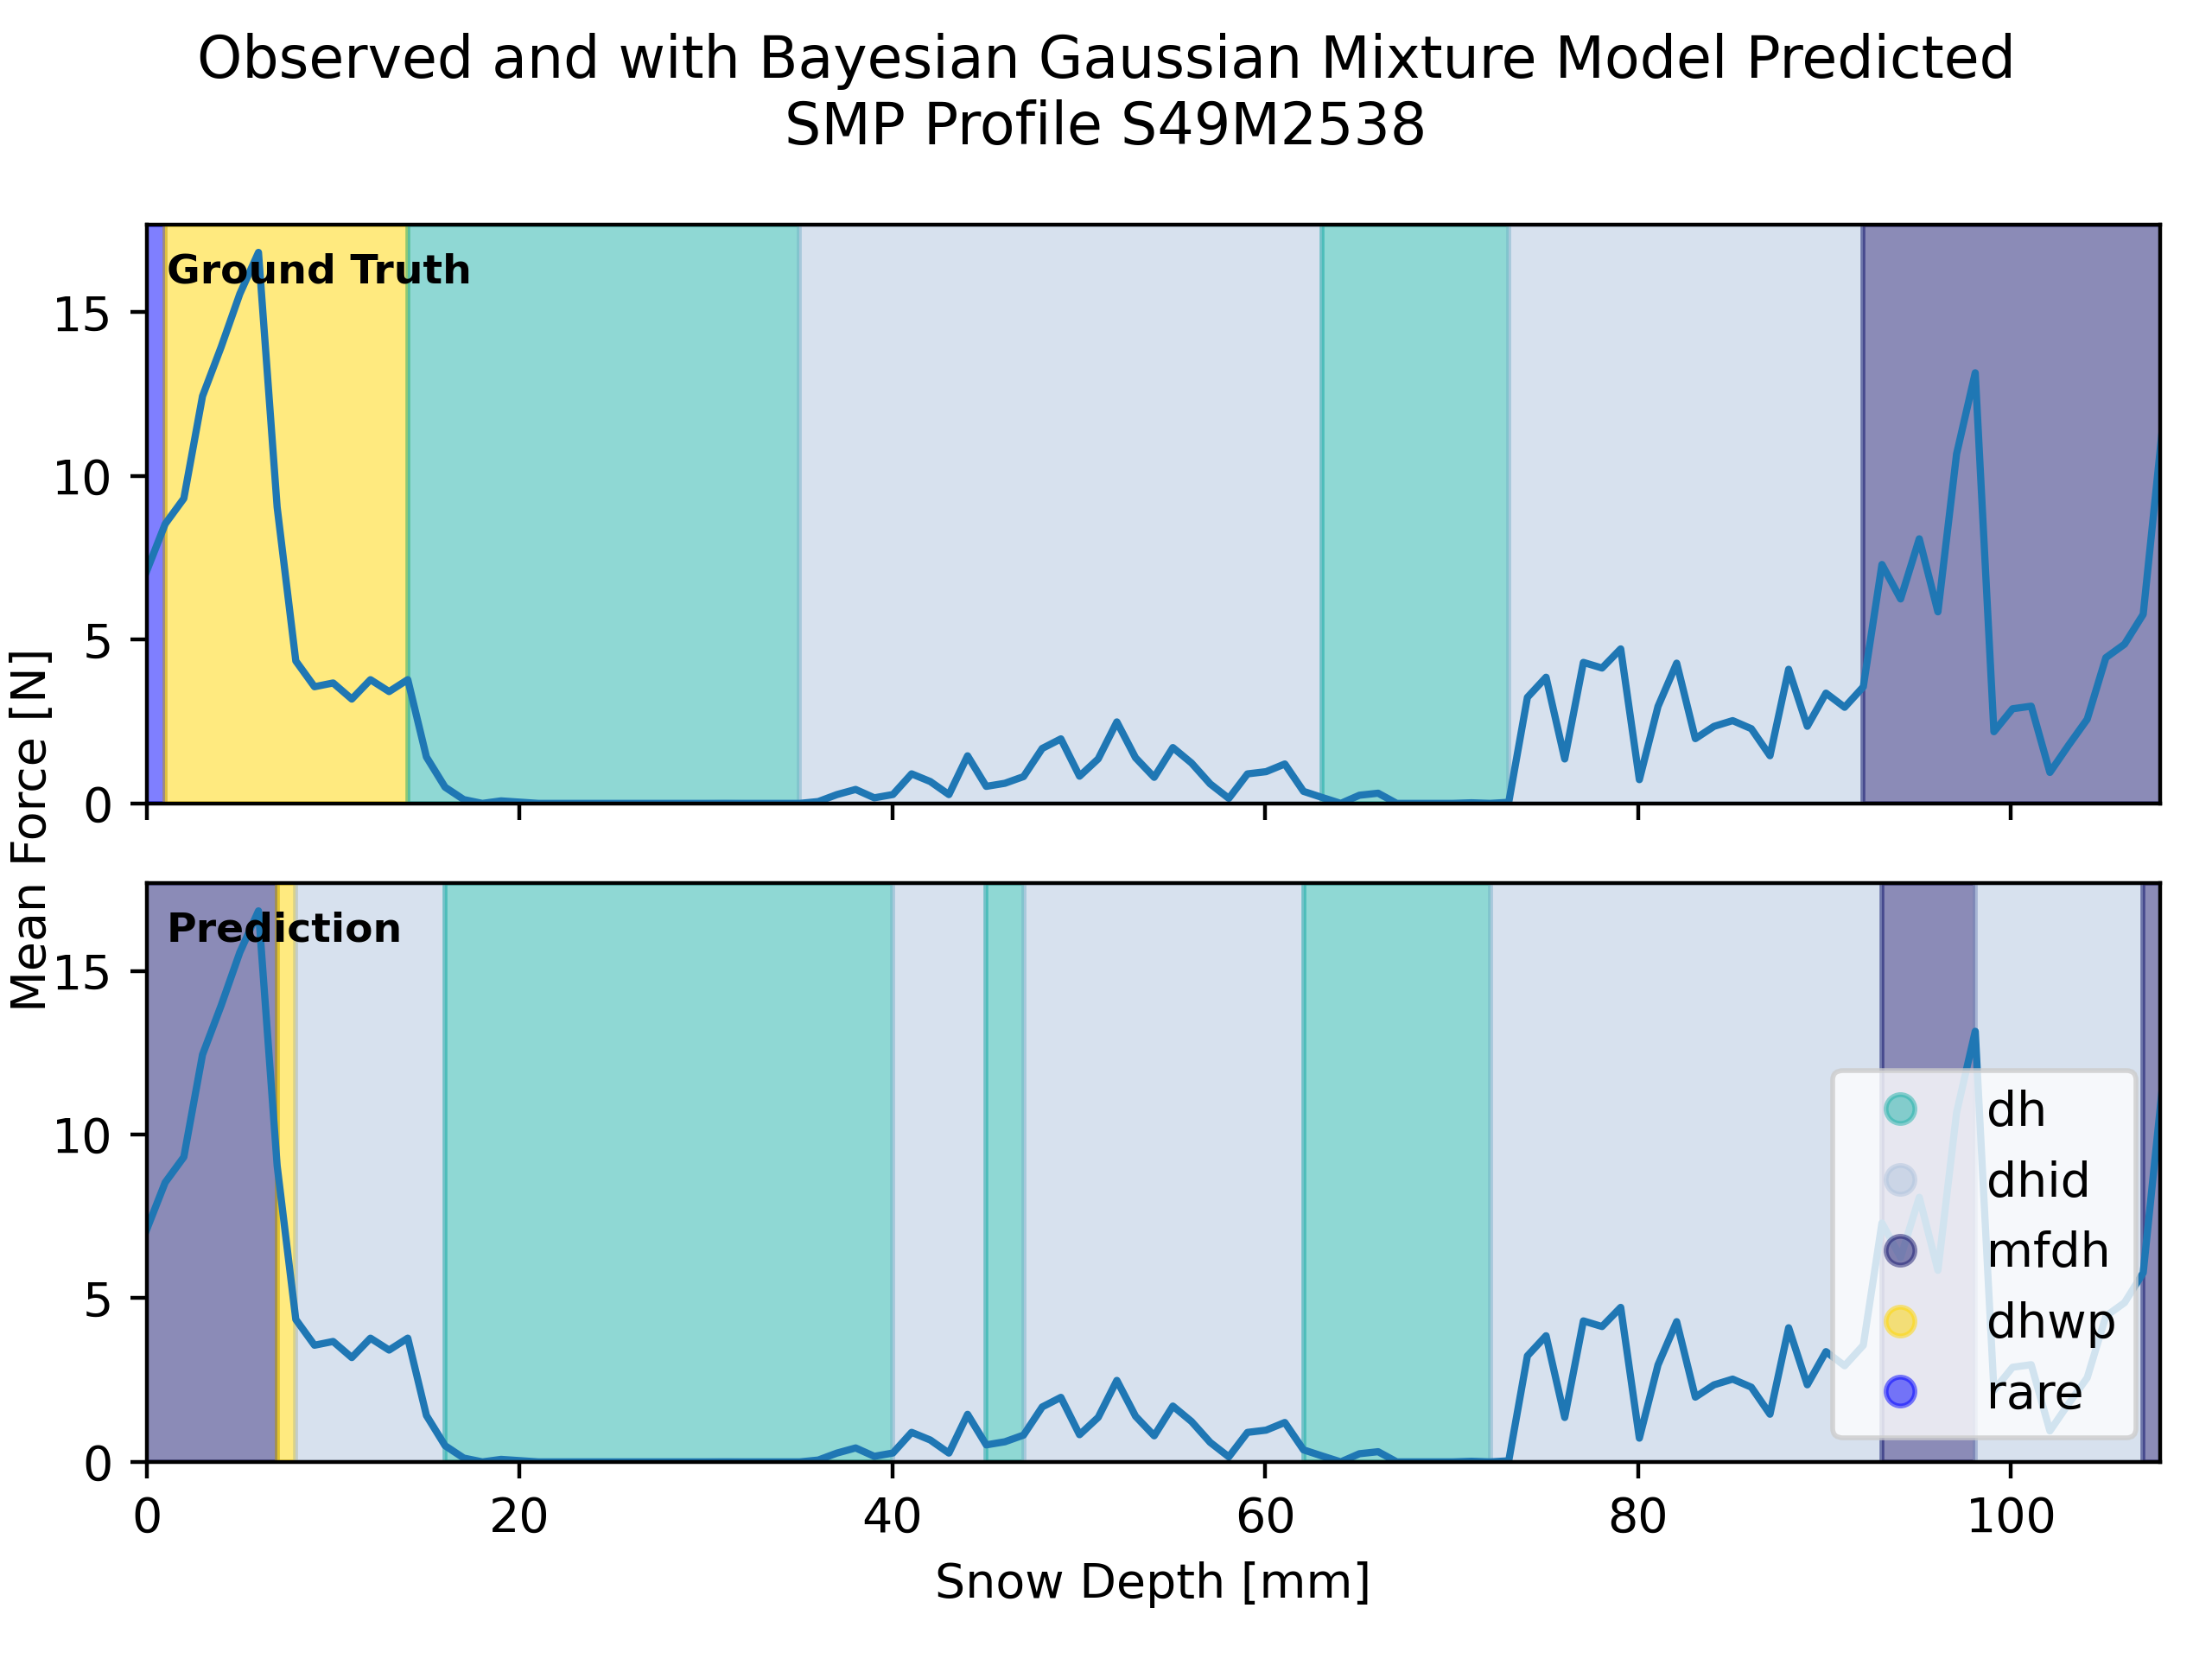 Observed and with Bayesian Gaussian Mixture Model Predicted
SMP Profile S49M2538
Ground Truth
15
10
5
0
Mean Force [N]
Prediction
15
10
5
0
dh
dhid
mfdh
dhwp
rare
0 20 40 60 80 100
Snow Depth [mm]